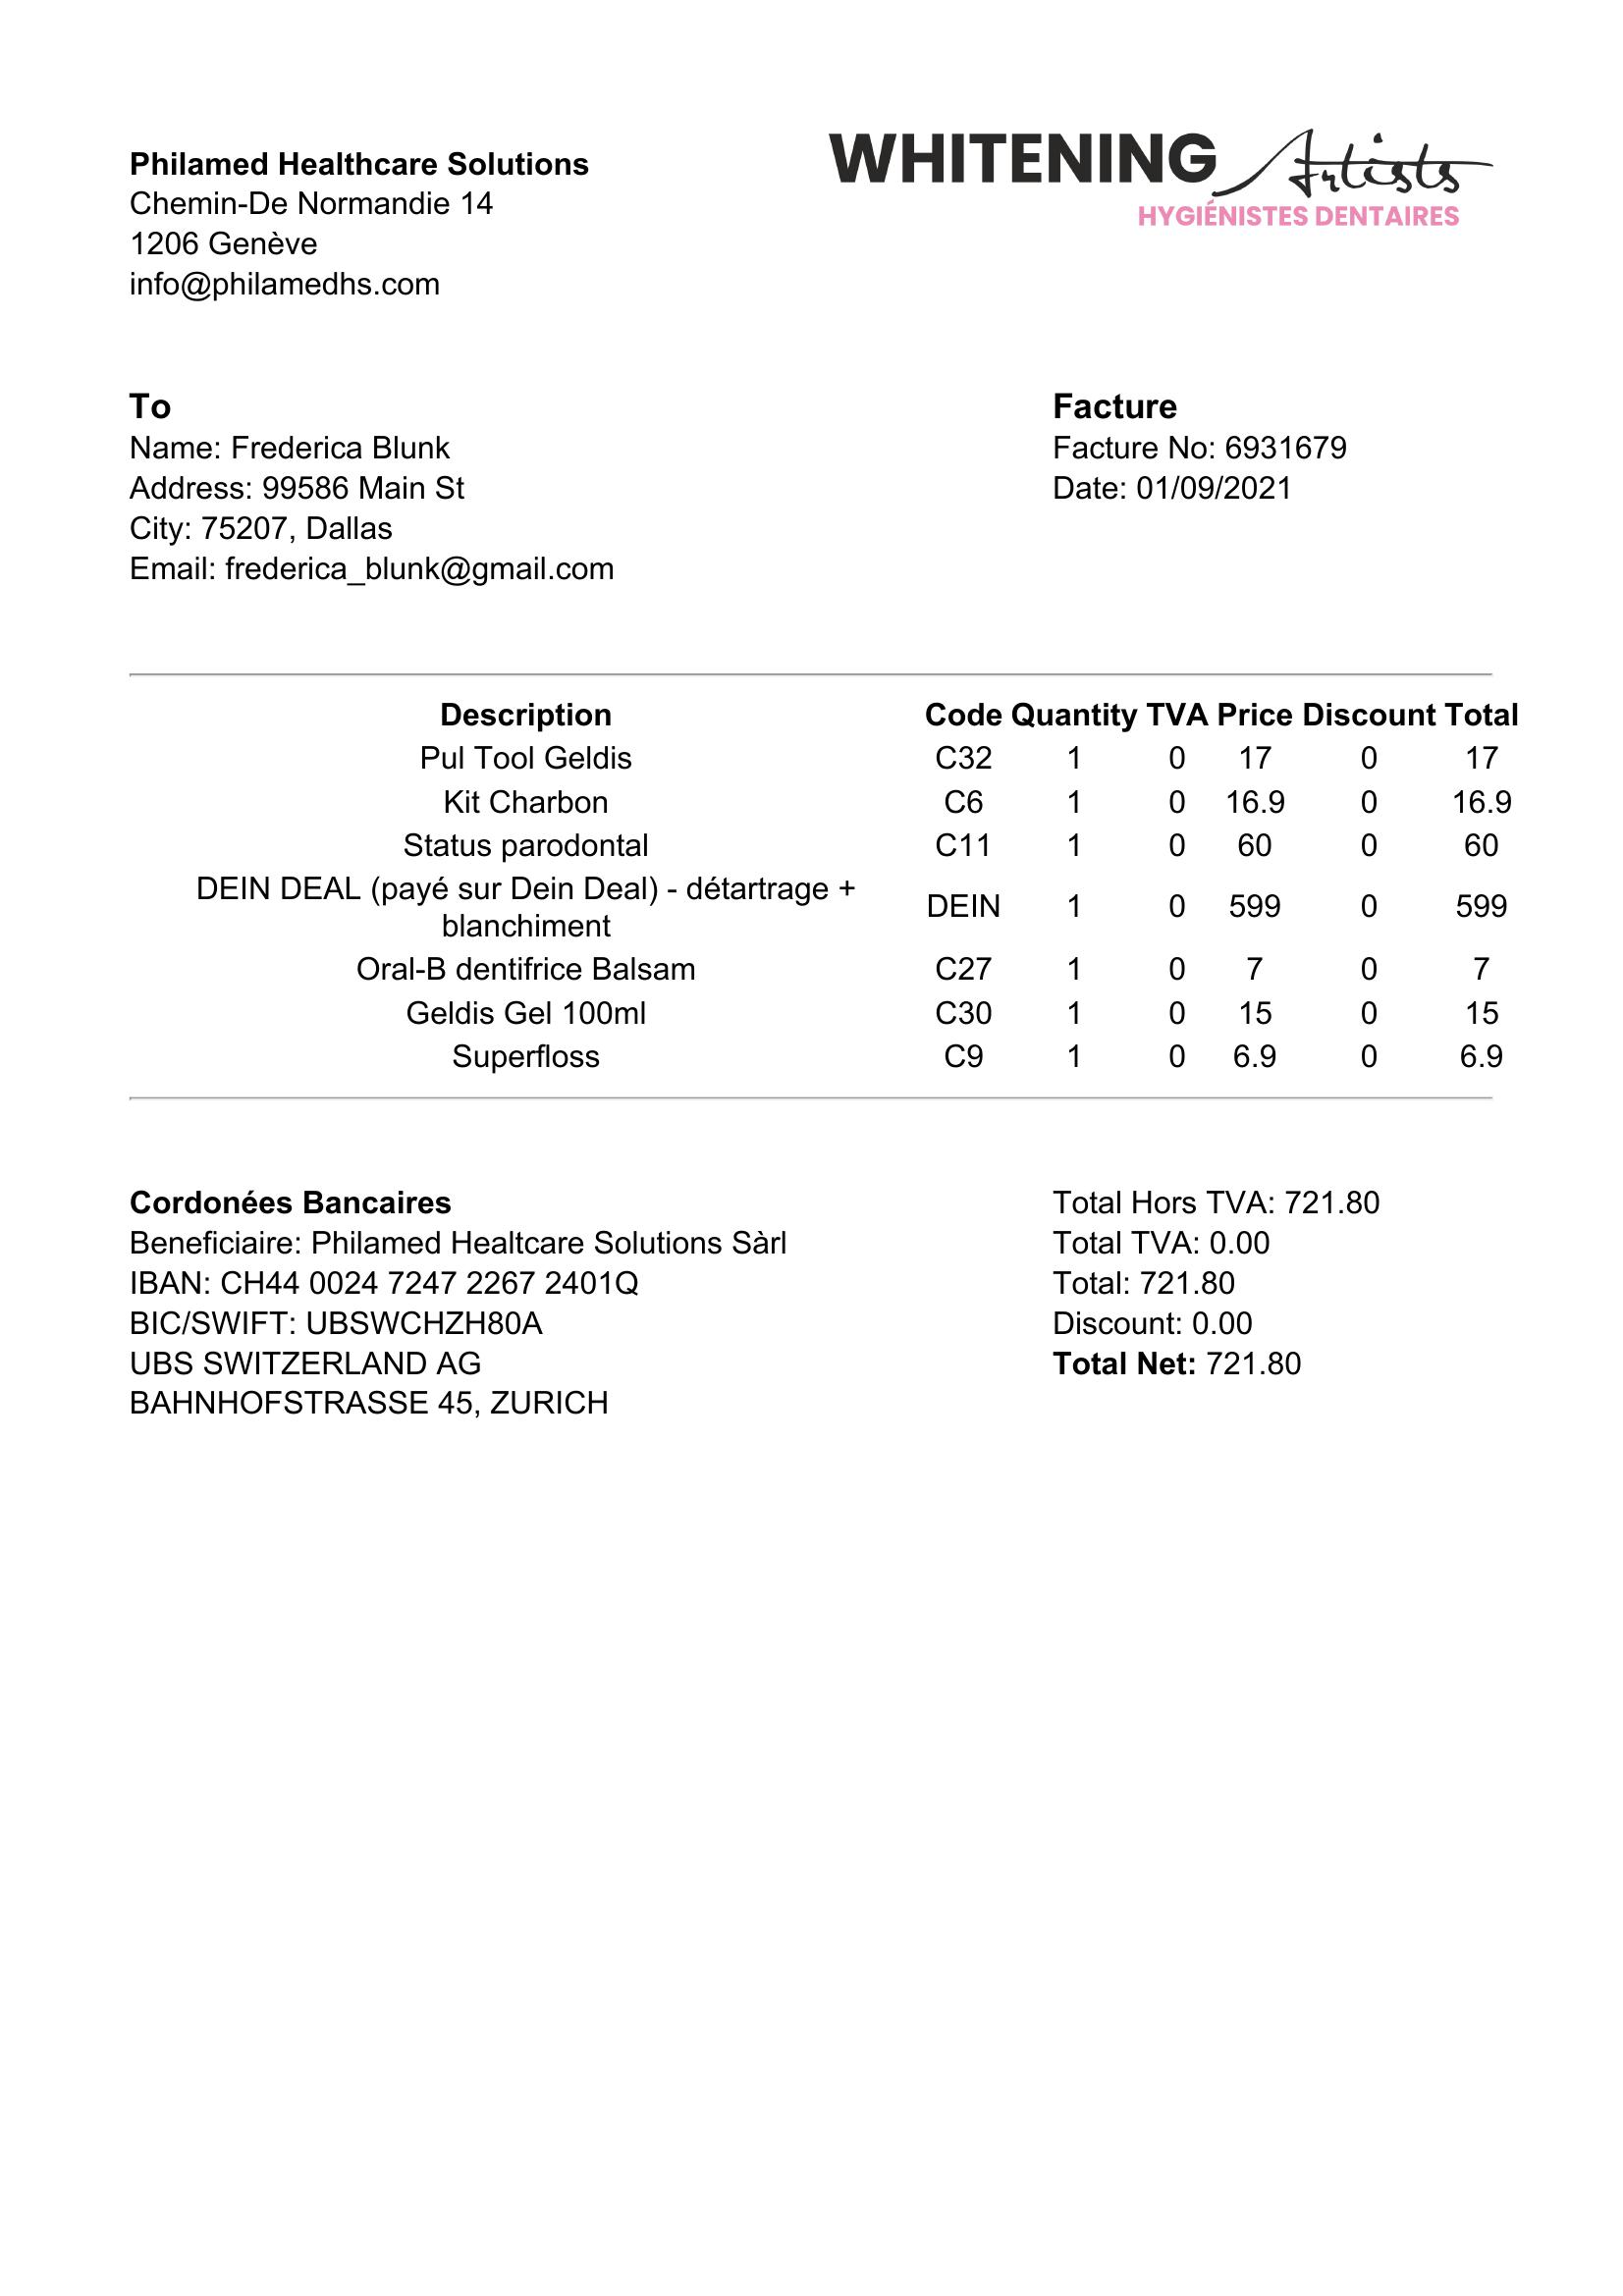 Philamed Healthcare Solutions
Chemin-De Normandie 14
1206 Genève
info@philamedhs.com
WHITENING Artists
HYGIÉNISTES DENTAIRES
To
Name: Frederica Blunk
Address: 99586 Main St
City: 75207, Dallas
Email: frederica_blunk@gmail.com
Facture
Facture No: 6931679
Date: 01/09/2021
Description Code Quantity TVA Price Discount Total
Pul Tool Geldis C32 1 0 17 0 17
Kit Charbon C6 1 0 16.9 0 16.9
Status parodontal C11 1 0 60 0 60
DEIN DEAL (payé sur Dein Deal) - détartrage +
blanchiment DEIN 1 0 599 0 599
Oral-B dentifrice Balsam C27 1 0 7 0 7
Geldis Gel 100ml C30 1 0 15 0 15
Superfloss C9 1 0 6.9 0 6.9
Cordonées Bancaires
Beneficiaire: Philamed Healtcare Solutions Sàrl
IBAN: CH44 0024 7247 2267 2401Q
BIC/SWIFT: UBSWCHZH80A
UBS SWITZERLAND AG
BAHNHOFSTRASSE 45, ZURICH
Total Hors TVA: 721.80
Total TVA: 0.00
Total: 721.80
Discount: 0.00
Total Net: 721.80